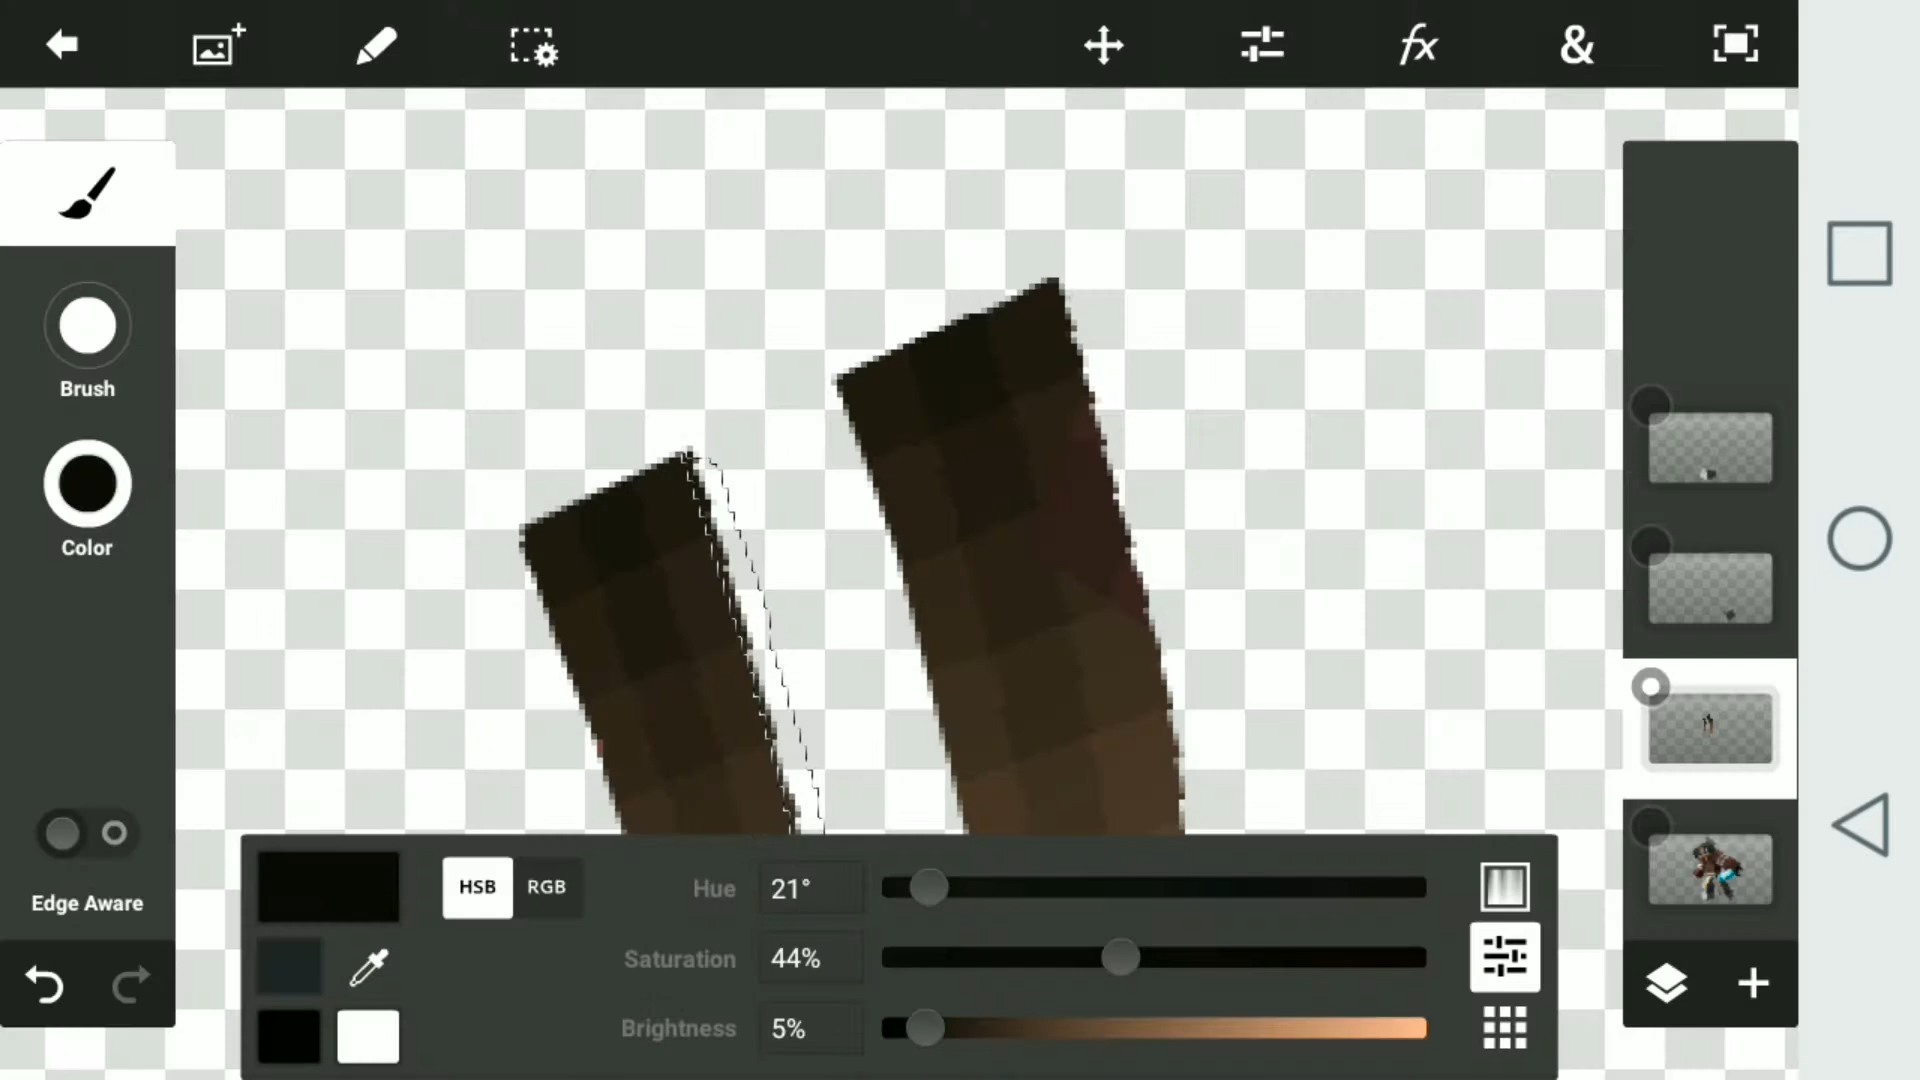 fx
&
Brush
Color
Edge Aware
HSB
RGB
Hue
21°
Saturation
44%
Brightness
5%